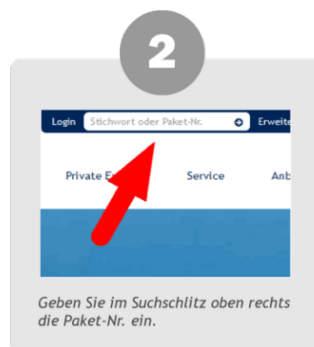 2
Login Stichwort oder Paket-Nr. Erweite
Private E Service Anb
Geben Sie im Suchschlitz oben rechts
die Paket-Nr. ein.